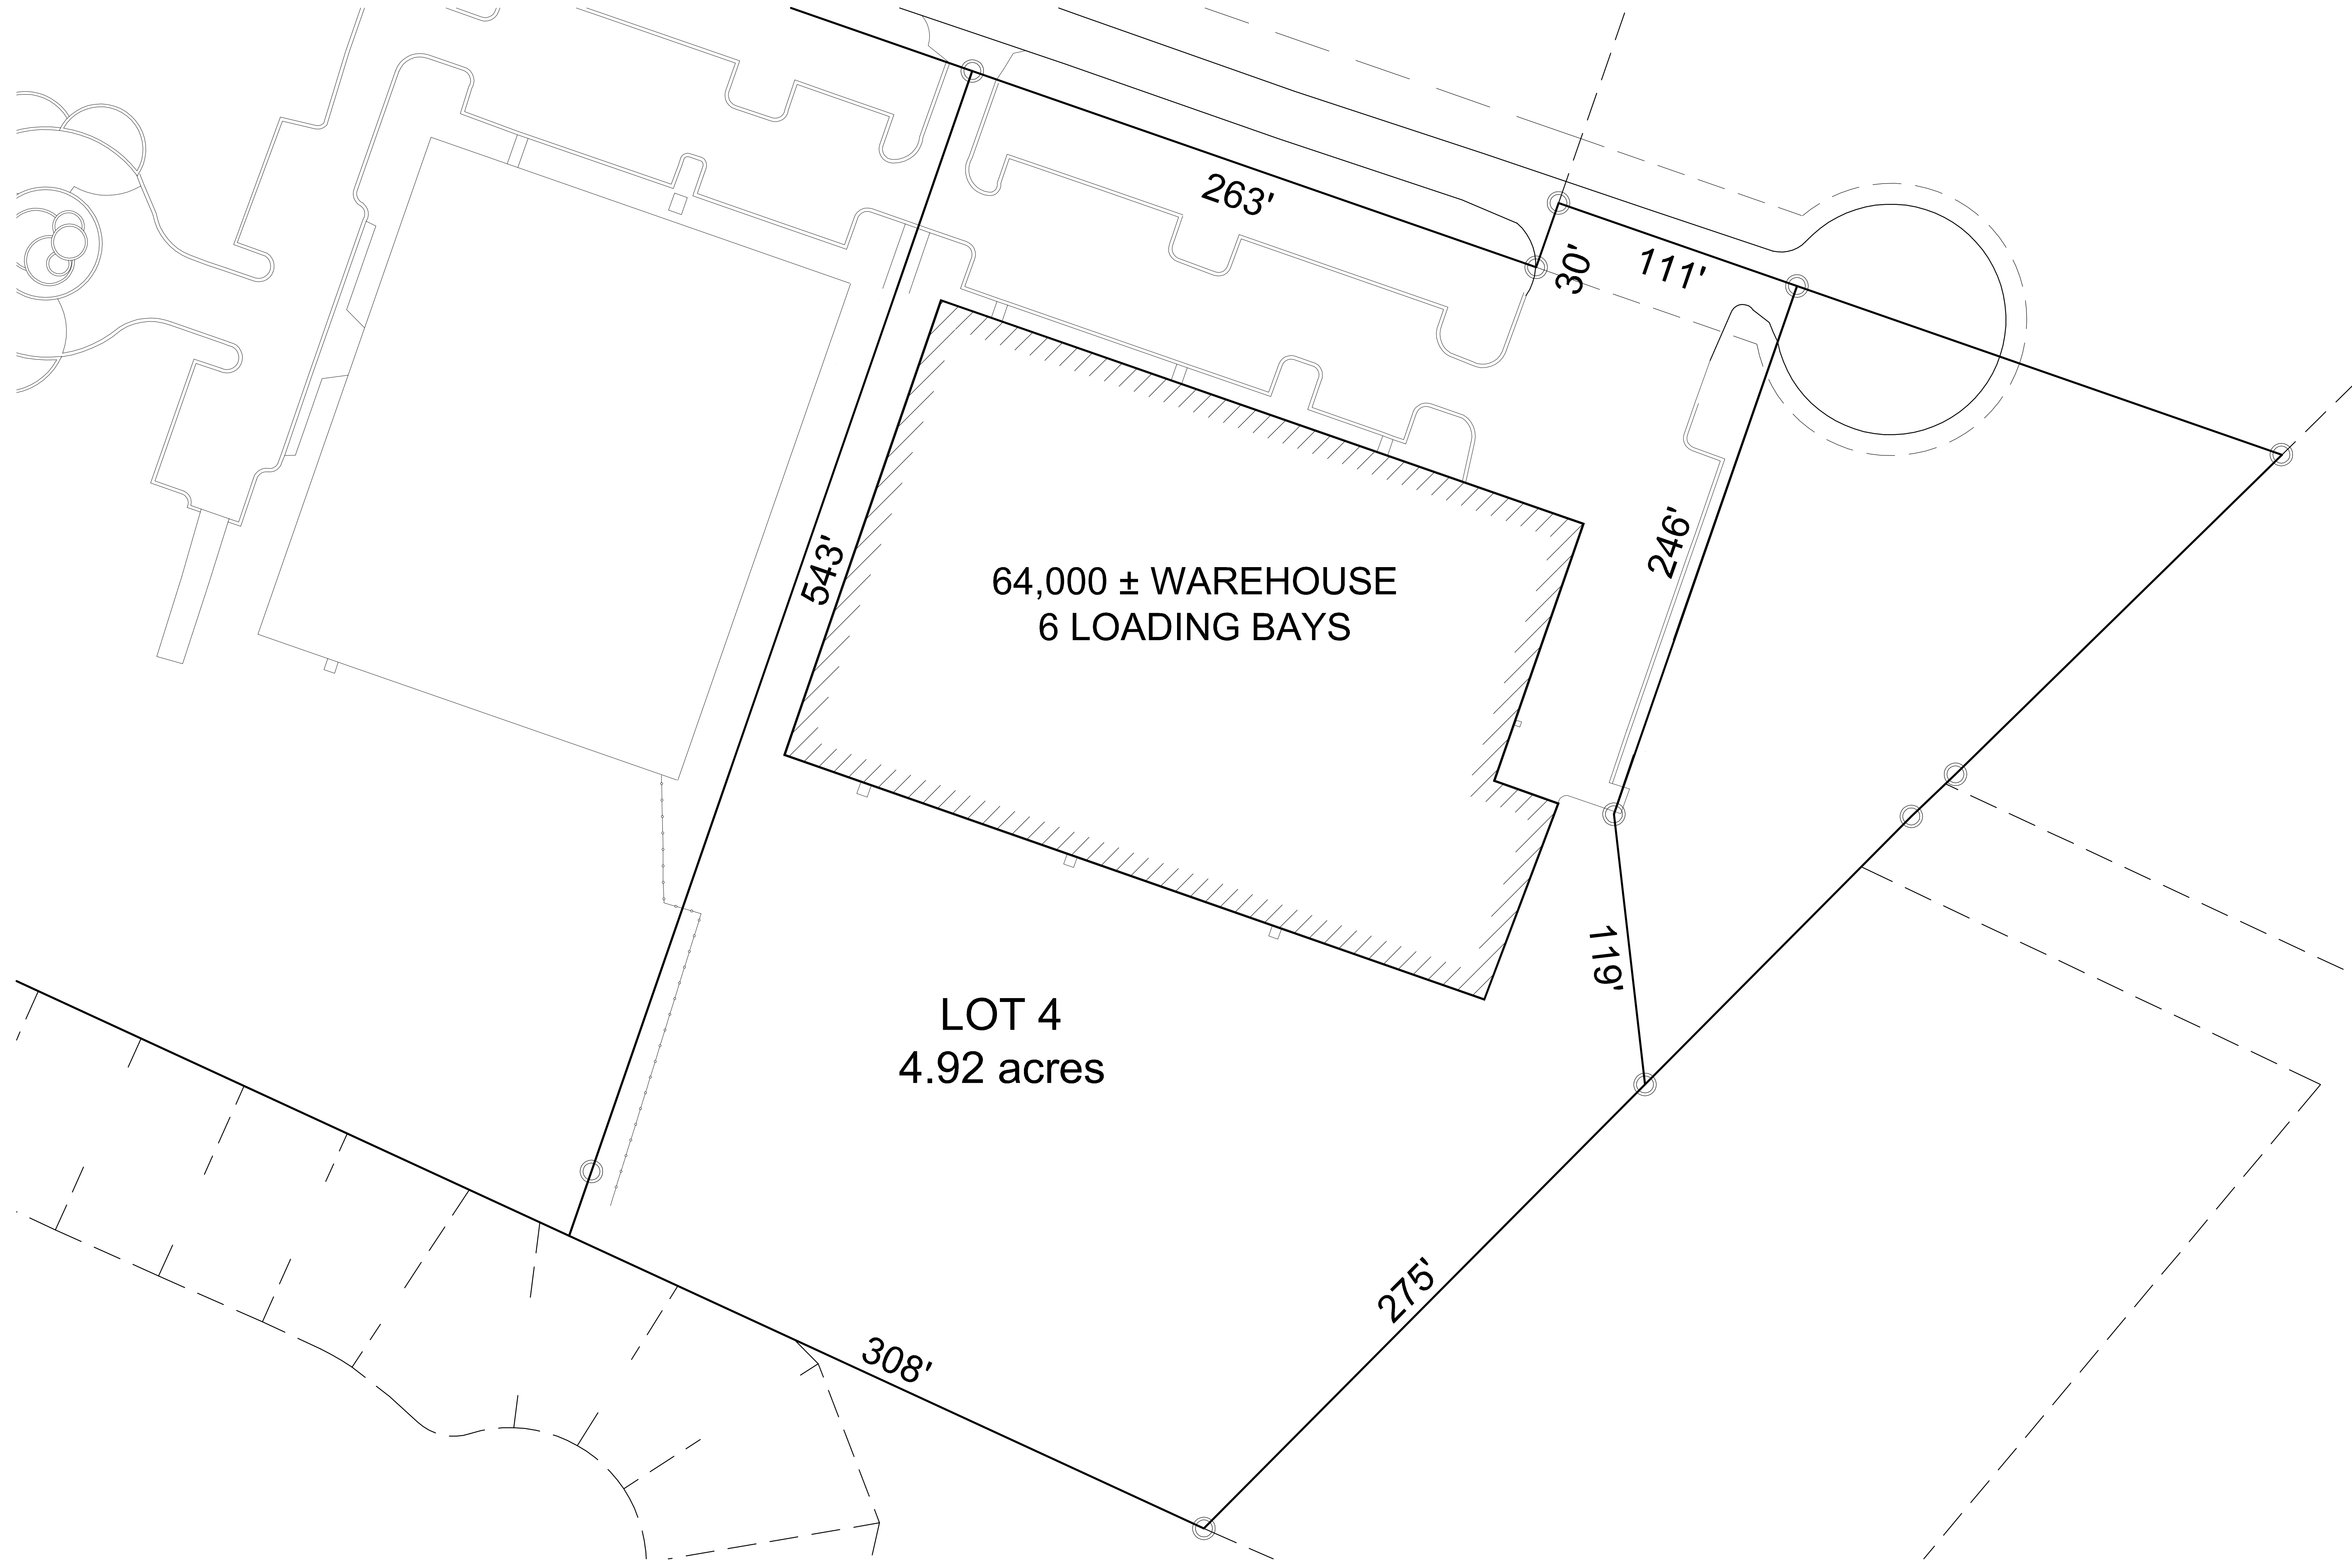 263'
30'
111'
543'
246'
64,000 ± WAREHOUSE
6 LOADING BAYS
119'
LOT 4
4.92 acres
275'
308'